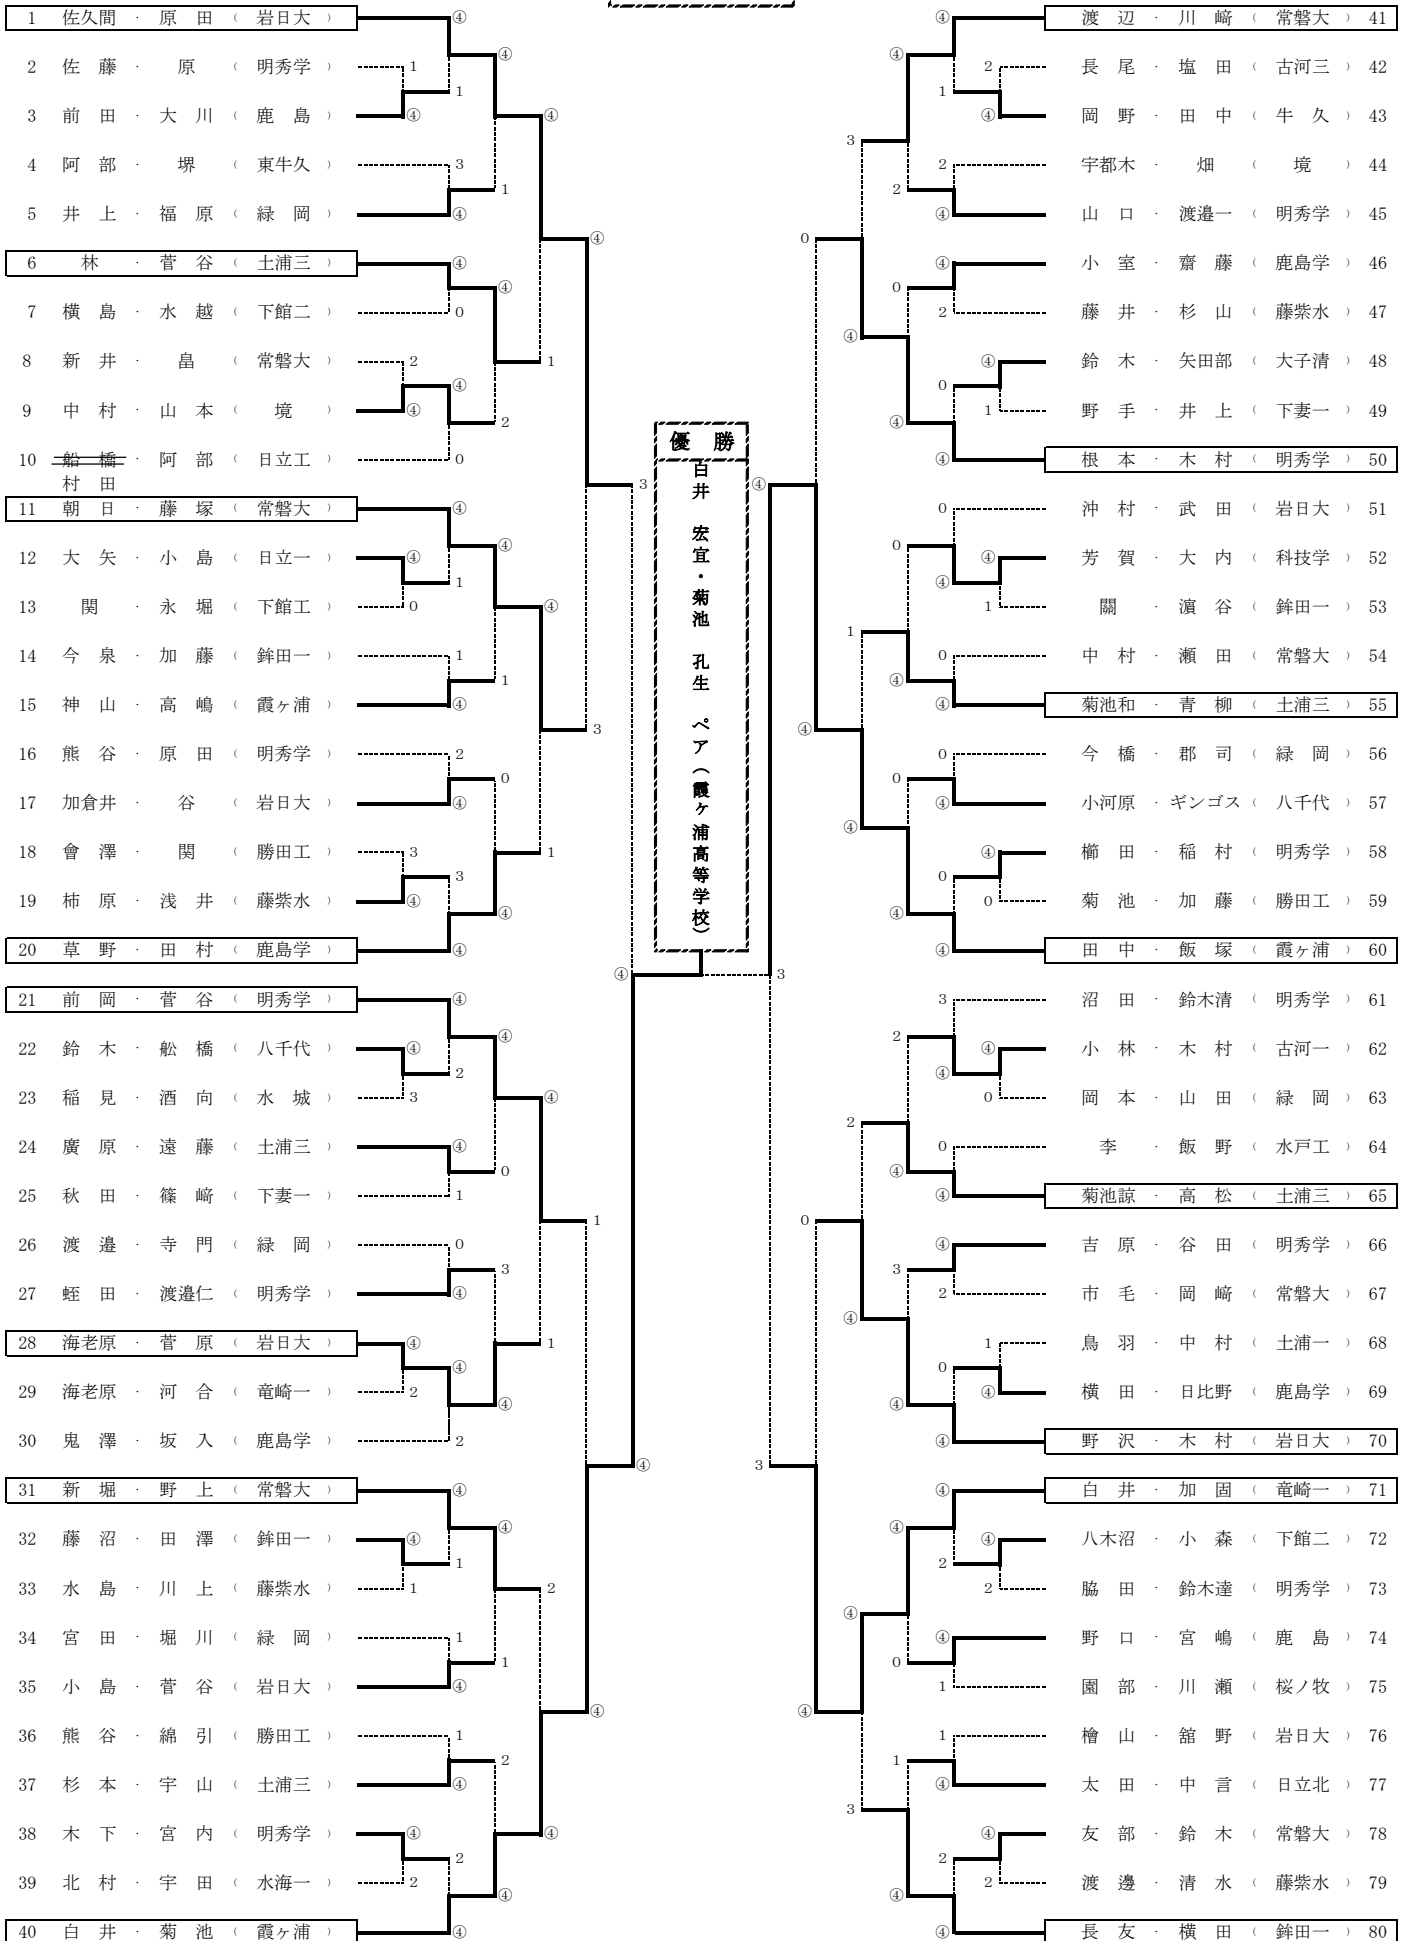 1 佐久間・原 田（岩日大）
2 佐 藤・原（明秀学）
3 前 田・大 川（鹿 島）
4 阿 部・堺（東牛久）
5 井 上・福 原（緑 岡）
6 林・菅 谷（土浦三）
7 横 島・水 越（下館二）
8 新 井・畠（常磐大）
9 中 村・山 本（境）
10 船 橋・阿 部（日立工）
村 田
11 朝 日・藤 塚（常磐大）
12 大 矢・小 島（日立一）
13 関・永 堀（下館工）
14 今 泉・加 藤（鉾田一）
15 神 山・高 嶋（霞ヶ浦）
16 熊 谷・原 田（明秀学）
17 加倉井・谷（岩日大）
18 會 澤・関（勝田工）
19 柿 原・浅 井（藤紫水）
20 草 野・田 村（鹿島学）
21 前 岡・菅 谷（明秀学）
22 鈴 木・舩 橋（八千代）
23 稲 見・酒 向（水 城）
24 廣 原・遠 藤（土浦三）
25 秋 田・篠 﨑（下妻一）
26 渡 邉・寺 門（緑 岡）
27 蛭 田・渡邉仁（明秀学）
28 海老原・菅 原（岩日大）
29 海老原・河 合（竜崎一）
30 鬼 澤・坂 入（鹿島学）
31 新 堀・野 上（常磐大）
32 藤 沼・田 澤（鉾田一）
33 水 島・川 上（藤紫水）
34 宮 田・堀 川（緑 岡）
35 小 島・菅 谷（岩日大）
36 熊 谷・綿 引（勝田工）
37 杉 本・宇 山（土浦三）
38 木 下・宮 内（明秀学）
39 北 村・宇 田（水海一）
40 白 井・菊 池（霞ヶ浦）
優 勝
白井 宏宜・菊池 孔生 ペア（霞ヶ浦高等学校）
渡 辺・川 﨑（常磐大）41
長 尾・塩 田（古河三）42
岡 野・田 中（牛 久）43
宇都木・畑（境）44
山 口・渡邉一（明秀学）45
小 室・齋 藤（鹿島学）46
藤 井・杉 山（藤紫水）47
鈴 木・矢田部（大子清）48
野 手・井 上（下妻一）49
根 本・木 村（明秀学）50
沖 村・武 田（岩日大）51
芳 賀・大 内（科技学）52
關・濵 谷（鉾田一）53
中 村・瀬 田（常磐大）54
菊池和・青 柳（土浦三）55
今 橋・郡 司（緑 岡）56
小河原・ギンゴス（八千代）57
櫛 田・稲 村（明秀学）58
菊 池・加 藤（勝田工）59
田 中・飯 塚（霞ヶ浦）60
沼 田・鈴木清（明秀学）61
小 林・木 村（古河一）62
岡 本・山 田（緑 岡）63
李・飯 野（水戸工）64
菊池諒・高 松（土浦三）65
吉 原・谷 田（明秀学）66
市 毛・岡 﨑（常磐大）67
鳥 羽・中 村（土浦一）68
横 田・日比野（鹿島学）69
野 沢・木 村（岩日大）70
白 井・加 固（竜崎一）71
八木沼・小 森（下館二）72
脇 田・鈴木達（明秀学）73
野 口・宮 嶋（鹿 島）74
園 部・川 瀬（桜ノ牧）75
檜 山・舘 野（岩日大）76
太 田・中 言（日立北）77
友 部・鈴 木（常磐大）78
渡 邊・清 水（藤紫水）79
長 友・横 田（鉾田一）80